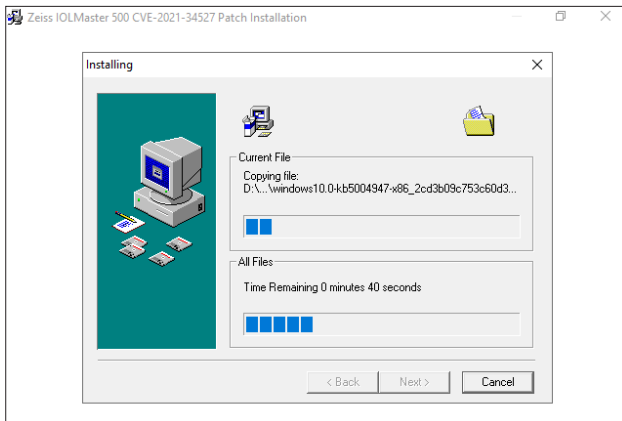 Zeiss IOLMaster 500 CVE-2021-34527 Patch Installation
Installing
Current File
Copying file:
D:\...\windows10.0-kb5004947-x86_2cd3b09c753c60d3...
All Files
Time Remaining 0 minutes 40 seconds
< Back
Next >
Cancel